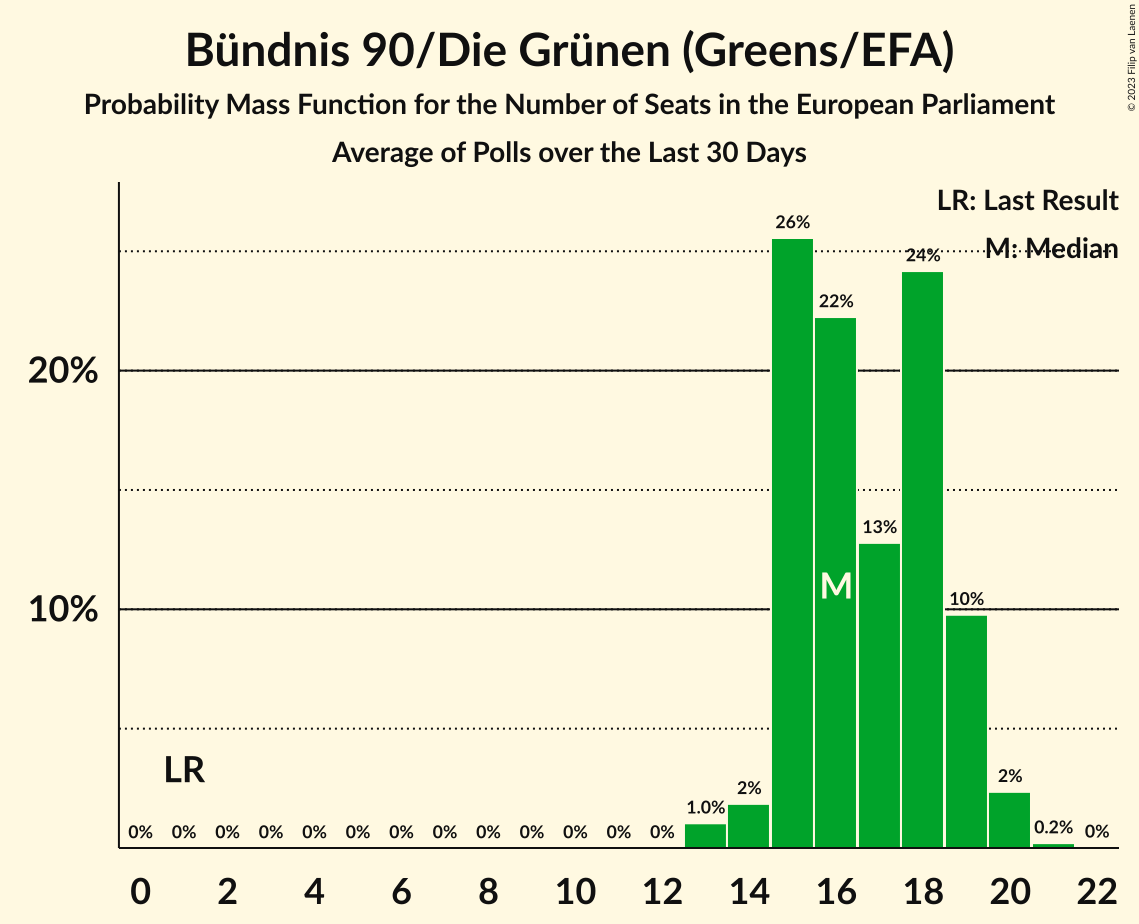 Bündnis 90/Die Grünen (Greens/EFA)
Probability Mass Function for the Number of Seats in the European Parliament
Average of Polls over the Last 30 Days
© 2023 Filip van Laenen
LR: Last Result
M: Median
26%
24%
22%
20%
13%
M
10%
10%
LR
2%
2%
1.0%
0.2%
0% 0% 0% 0% 0% 0% 0% 0% 0% 0% 0% 0% 0% 0%
0 2 4 6 8 10 12 14 16 18 20 22